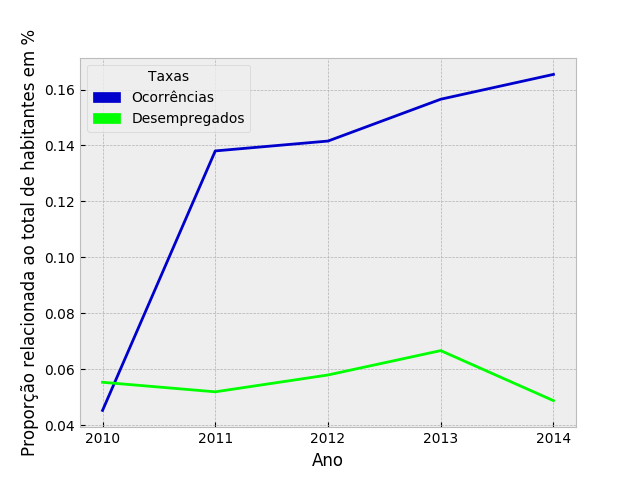 Proporção relacionada ao total de habitantes em %
Taxas
Ocorrências
Desempregados
0.16
0.14
0.12
0.10
0.08
0.06
0.04
2010 2011 2012 2013 2014
Ano